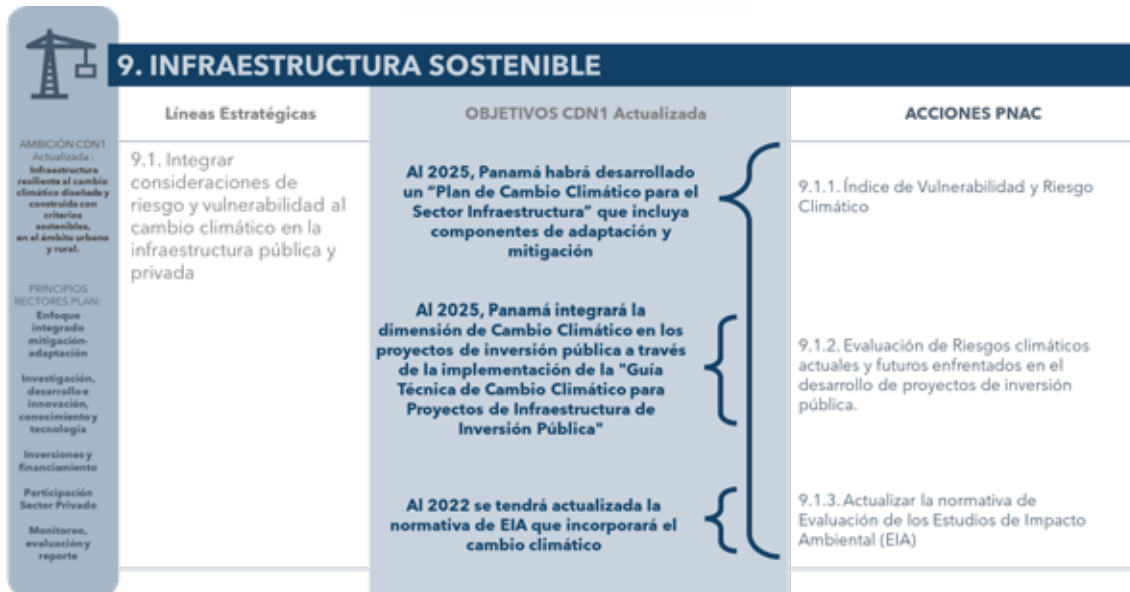 9. INFRAESTRUCTURA SOSTENIBLE
Líneas Estratégicas
OBJETIVOS CDN1 Actualizada
ACCIONES PNAC
AMBICIÓN CDN1
Actualizada:
Infraestructura
resiliente al cambio
climático diseñada y
construida con
criterios
sostenibles,
en el ámbito urbano
y rural.
PRINCIPIOS
RECTORES PLAN:
Enfoque
integrado
mitigación-
adaptación
Investigación,
desarrollo e
innovación,
conocimiento y
tecnología
Inversiones y
financiamiento
Participación
Sector Privado
Monitoreo,
evaluación y
reporte
9.1. Integrar
consideraciones de
riesgo y vulnerabilidad al
cambio climático en la
infraestructura pública y
privada
Al 2025, Panamá habrá desarrollado
un "Plan de Cambio Climático para el
Sector Infraestructura" que incluya
componentes de adaptación y
mitigación
Al 2025, Panamá integrará la
dimensión de Cambio Climático en los
proyectos de inversión pública a través
de la implementación de la "Guía
Técnica de Cambio Climático para
Proyectos de Infraestructura de
Inversión Pública"
Al 2022 se tendrá actualizada la
normativa de EIA que incorporará el
cambio climático
9.1.1. Índice de Vulnerabilidad y Riesgo
Climático
9.1.2. Evaluación de Riesgos climáticos
actuales y futuros enfrentados en el
desarrollo de proyectos de inversión
pública.
9.1.3. Actualizar la normativa de
Evaluación de los Estudios de Impacto
Ambiental (EIA)